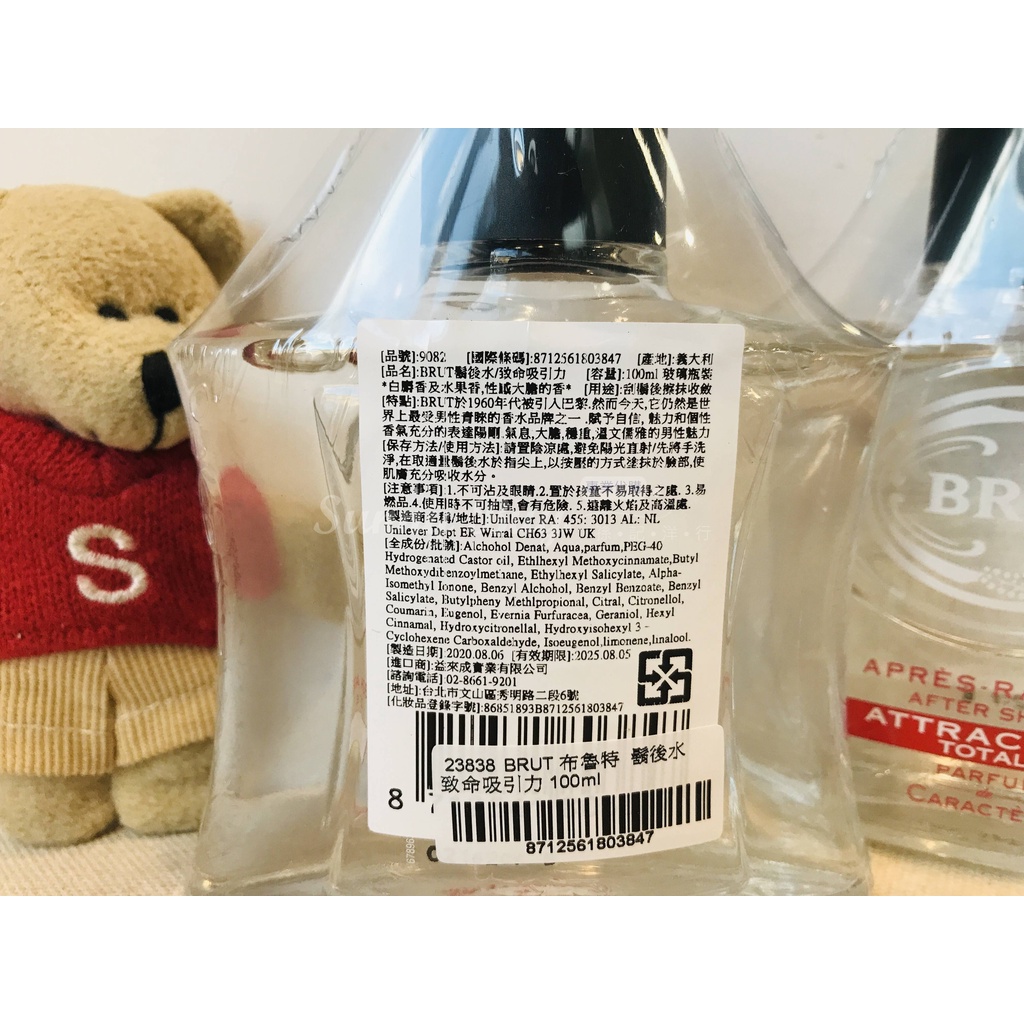 S
[品號]:9082 [國際條碼]:8712561803847 [產地]:義大利
[品名]:BRUT鬍後水/致命吸引力 [容量]:100ml 玻璃瓶裝
*白麝香及水果香,性感大膽的香* [用途]:刮鬍後擦抹收斂
[特點]:BRUT於1960年代被引入巴黎.然而今天,它仍然是世
界上最受男性青睞的香水品牌之一 .賦予自信, 魅力和個性
香氣充分的表達陽剛.氣息,大膽,穩重,溫文儒雅的男性魅力
[保存方法/使用方法]:請置陰涼處,避免陽光直射/先將手洗
淨,在取適量鬍後水於指尖上,以按壓的方式塗抹於臉部,使
肌膚充分吸收水分。
[注意事項]:1.不可沾及眼睛.2.置於孩童不易取得之處. 3.易
燃品.4.使用時不可抽煙,會有危險. 5.遠離火焰及高溫處.
[製造商名稱/地址]:Unilever RA: 455: 3013 AL: NL
Unilever Dept ER Wirral CH63 3JW UK
[全成份/批號]:Alchohol Denat, Aqua,parfum,PEG-40
Hydrogenated Castor oil, Ethlhexyl Methoxycinnamate,Butyl
Methoxydibenzoylmethane, Ethylhexyl Salicylate, Alpha-
Isomethyl Ionone, Benzyl Alchohol, Benzyl Benzoate, Benzyl
Salicylate, Butylpheny Methlpropional, Citral, Citronellol,
Coumarin, Eugenol, Evernia Furfuracea, Geraniol, Hexyl
Cinnamal, Hydroxycitronellal, Hydroxyisohexyl 3 -
Cyclohexene Carboxaldehyde, Isoeugenol,limonene,linalool.
[製造日期]:2020.08.06 [有效期限]:2025.08.05
[進口商]:益來成實業有限公司
[諮詢電話]:02-8661-9201
[地址]:台北市文山區秀明路二段6號
[化妝品登錄字號]:86851893B8712561803847
8
23838 BRUT 布魯特 鬍後水
致命吸引力 100ml
8712561803847
BR
APRÈS-RA
AFTER SH
ATTRAC
TOTAL
PARFU
de
CARACTÈ